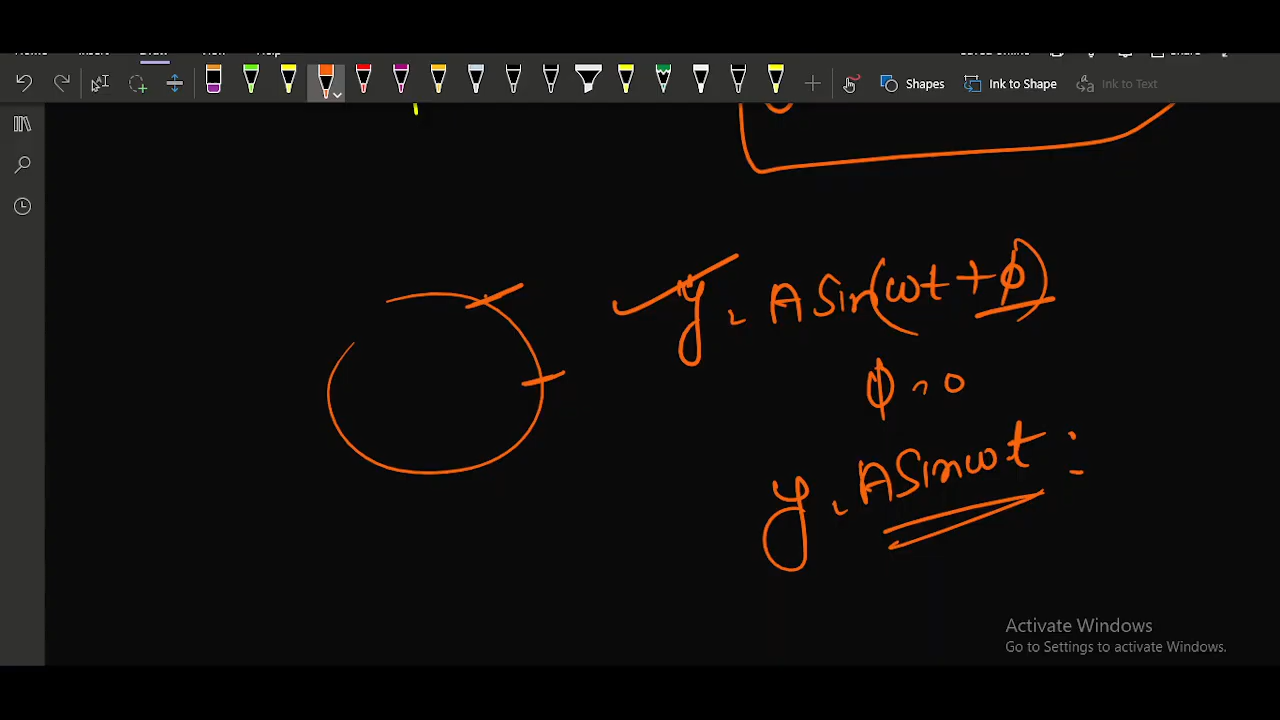 Shapes Ink to Shape Ink to Text
y = A Sin(ωt + ϕ)
ϕ = 0
y = A Sin ωt :
Activate Windows
Go to Settings to activate Windows.